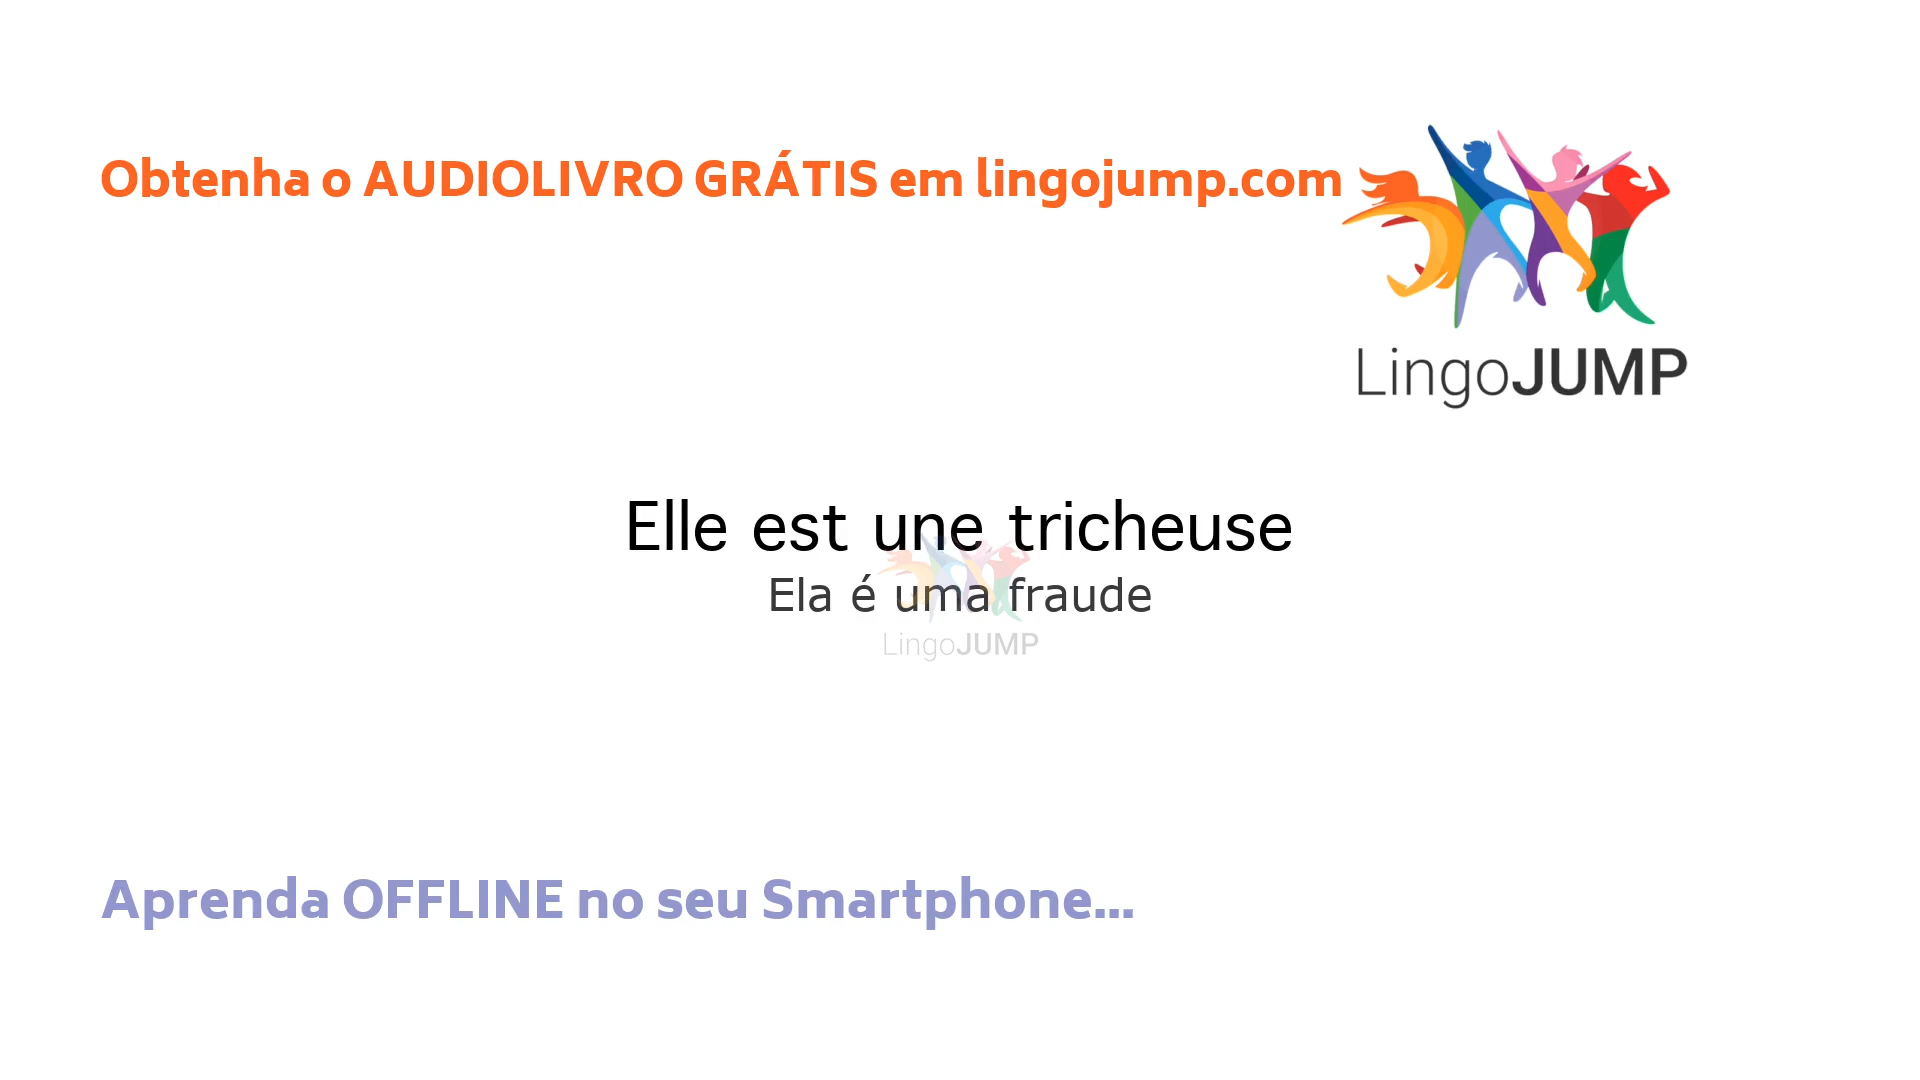 Obtenha o AUDIOLIVRO GRÁTIS em lingojump.com
LingoJUMP
Elle est une tricheuse
Ela é uma fraude
LingoJUMP
Aprenda OFFLINE no seu Smartphone...